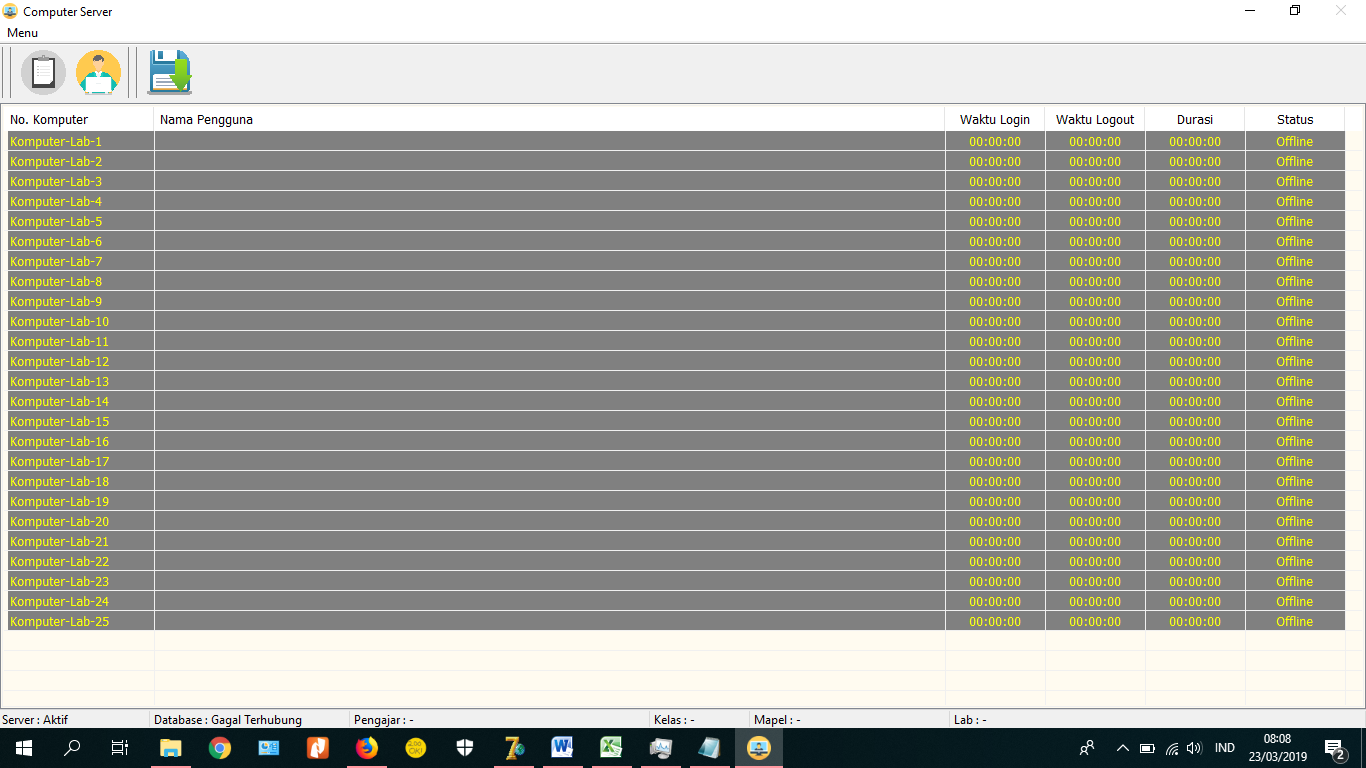 Computer Server
Menu
No. Komputer Nama Pengguna Waktu Login Waktu Logout Durasi Status
Komputer-Lab-1 00:00:00 00:00:00 00:00:00 Offline
Komputer-Lab-2 00:00:00 00:00:00 00:00:00 Offline
Komputer-Lab-3 00:00:00 00:00:00 00:00:00 Offline
Komputer-Lab-4 00:00:00 00:00:00 00:00:00 Offline
Komputer-Lab-5 00:00:00 00:00:00 00:00:00 Offline
Komputer-Lab-6 00:00:00 00:00:00 00:00:00 Offline
Komputer-Lab-7 00:00:00 00:00:00 00:00:00 Offline
Komputer-Lab-8 00:00:00 00:00:00 00:00:00 Offline
Komputer-Lab-9 00:00:00 00:00:00 00:00:00 Offline
Komputer-Lab-10 00:00:00 00:00:00 00:00:00 Offline
Komputer-Lab-11 00:00:00 00:00:00 00:00:00 Offline
Komputer-Lab-12 00:00:00 00:00:00 00:00:00 Offline
Komputer-Lab-13 00:00:00 00:00:00 00:00:00 Offline
Komputer-Lab-14 00:00:00 00:00:00 00:00:00 Offline
Komputer-Lab-15 00:00:00 00:00:00 00:00:00 Offline
Komputer-Lab-16 00:00:00 00:00:00 00:00:00 Offline
Komputer-Lab-17 00:00:00 00:00:00 00:00:00 Offline
Komputer-Lab-18 00:00:00 00:00:00 00:00:00 Offline
Komputer-Lab-19 00:00:00 00:00:00 00:00:00 Offline
Komputer-Lab-20 00:00:00 00:00:00 00:00:00 Offline
Komputer-Lab-21 00:00:00 00:00:00 00:00:00 Offline
Komputer-Lab-22 00:00:00 00:00:00 00:00:00 Offline
Komputer-Lab-23 00:00:00 00:00:00 00:00:00 Offline
Komputer-Lab-24 00:00:00 00:00:00 00:00:00 Offline
Komputer-Lab-25 00:00:00 00:00:00 00:00:00 Offline
Server : Aktif Database : Gagal Terhubung Pengajar : - Kelas : - Mapel : - Lab : -
IND 08:08
23/03/2019 2